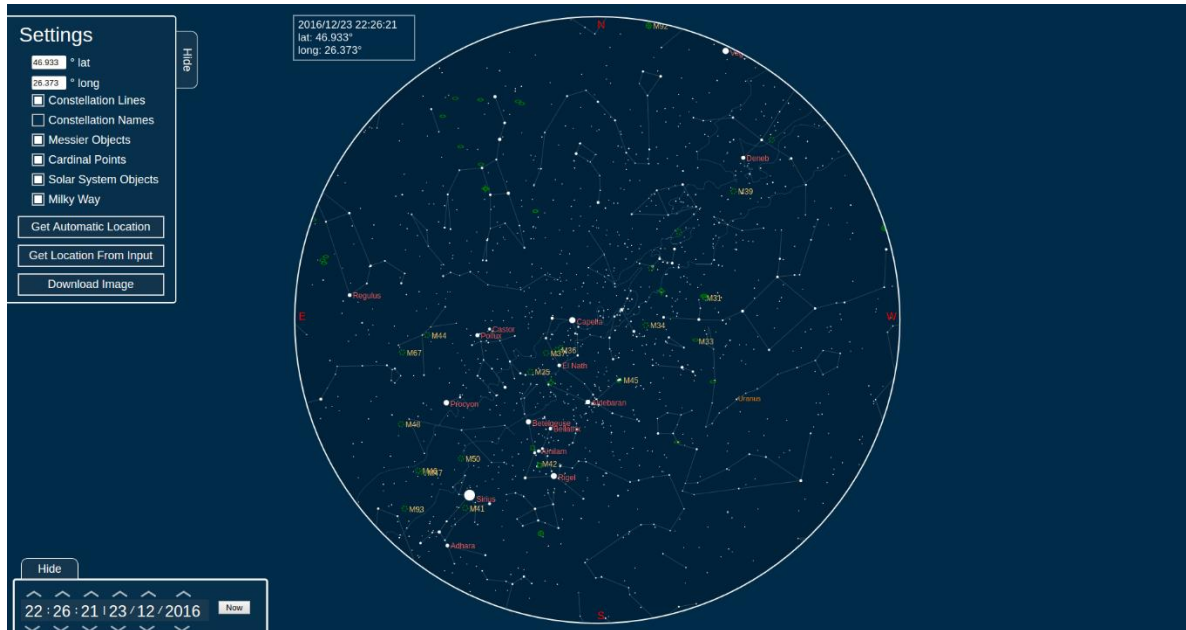 Settings
46.933 ° lat
26.373 ° long
Constellation Lines
Constellation Names
Messier Objects
Cardinal Points
Solar System Objects
Milky Way
Get Automatic Location
Get Location From Input
Download Image
Hide
2016/12/23 22:26:21
lat: 46.933°
long: 26.373°
N
M92
Deneb
M39
Regulus
M31
E
W
Capella
M34
Castor
Pollux
M44
M33
M67
M36
M37
El Nath
M35
M45
Uranus
Procyon
Aldebaran
Betelgeuse
Bellatrix
M48
M50
M42
M47
Rigel
Sirius
M93
M41
Adhara
S
Hide
22 : 26 : 21 | 23 / 12 / 2016
Now